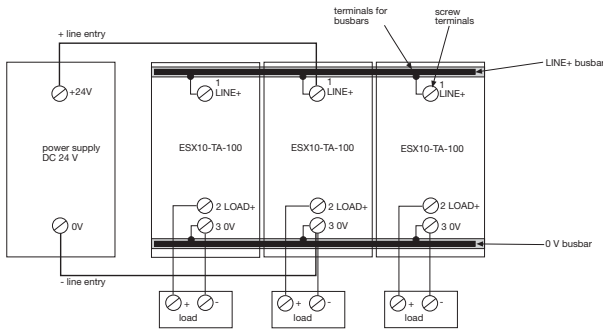 terminals for
busbars
screw
terminals
+ line entry
LINE+ busbar
+24V
1
LINE+
1
LINE+
1
LINE+
power supply
DC 24 V
ESX10-TA-100
ESX10-TA-100
ESX10-TA-100
2 LOAD+
2 LOAD+
2 LOAD+
0V
3 0V
3 0V
3 0V
0 V busbar
- line entry
+ -
+ -
+ -
load
load
load